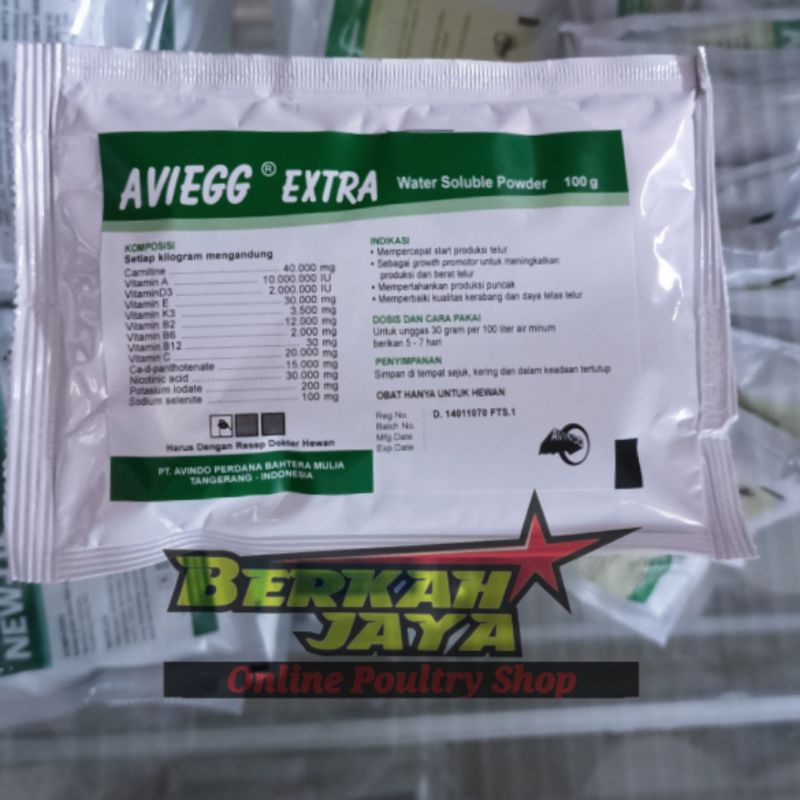 AVIEGG ® EXTRA Water Soluble Powder 100 g
KOMPOSISI
Setiap kilogram mengandung
Carnitine 40.000 mg
Vitamin A 10.000.000 IU
VitaminD3 2.000.000 IU
Vitamin E 30.000 mg
Vitamin K3 3.500 mg
Vitamin B2 12.000 mg
Vitamin B6 2.000 mg
Vitamin B12 30 mg
Vitamin C 20.000 mg
Ca-d-panthotenate 15.000 mg
Nicotinic acid 30.000 mg
Potasium iodate 200 mg
Sodium selenite 100 mg
Harus Dengan Resep Dokter Hewan
PT. AVINDO PERDANA BAHTERA MULIA
TANGERANG - INDONESIA
INDIKASI
• Mempercepat start produksi telur
• Sebagai growth promotor untuk meningkatkan
produksi dan berat telur
• Mempertahankan produksi puncak
• Memperbaiki kualitas kerabang dan daya tetas telur
DOSIS DAN CARA PAKAI
Untuk unggas 30 gram per 100 liter air minum
berikan 5 - 7 hari
PENYIMPANAN
Simpan di tempat sejuk, kering dan dalam keadaan tertutup
OBAT HANYA UNTUK HEWAN
Reg No. : D. 14011070 FTS.1
Batch No. :
Mfg.Date :
Exp.Date :
BERKAH
JAYA
Online Poultry Shop
NEW